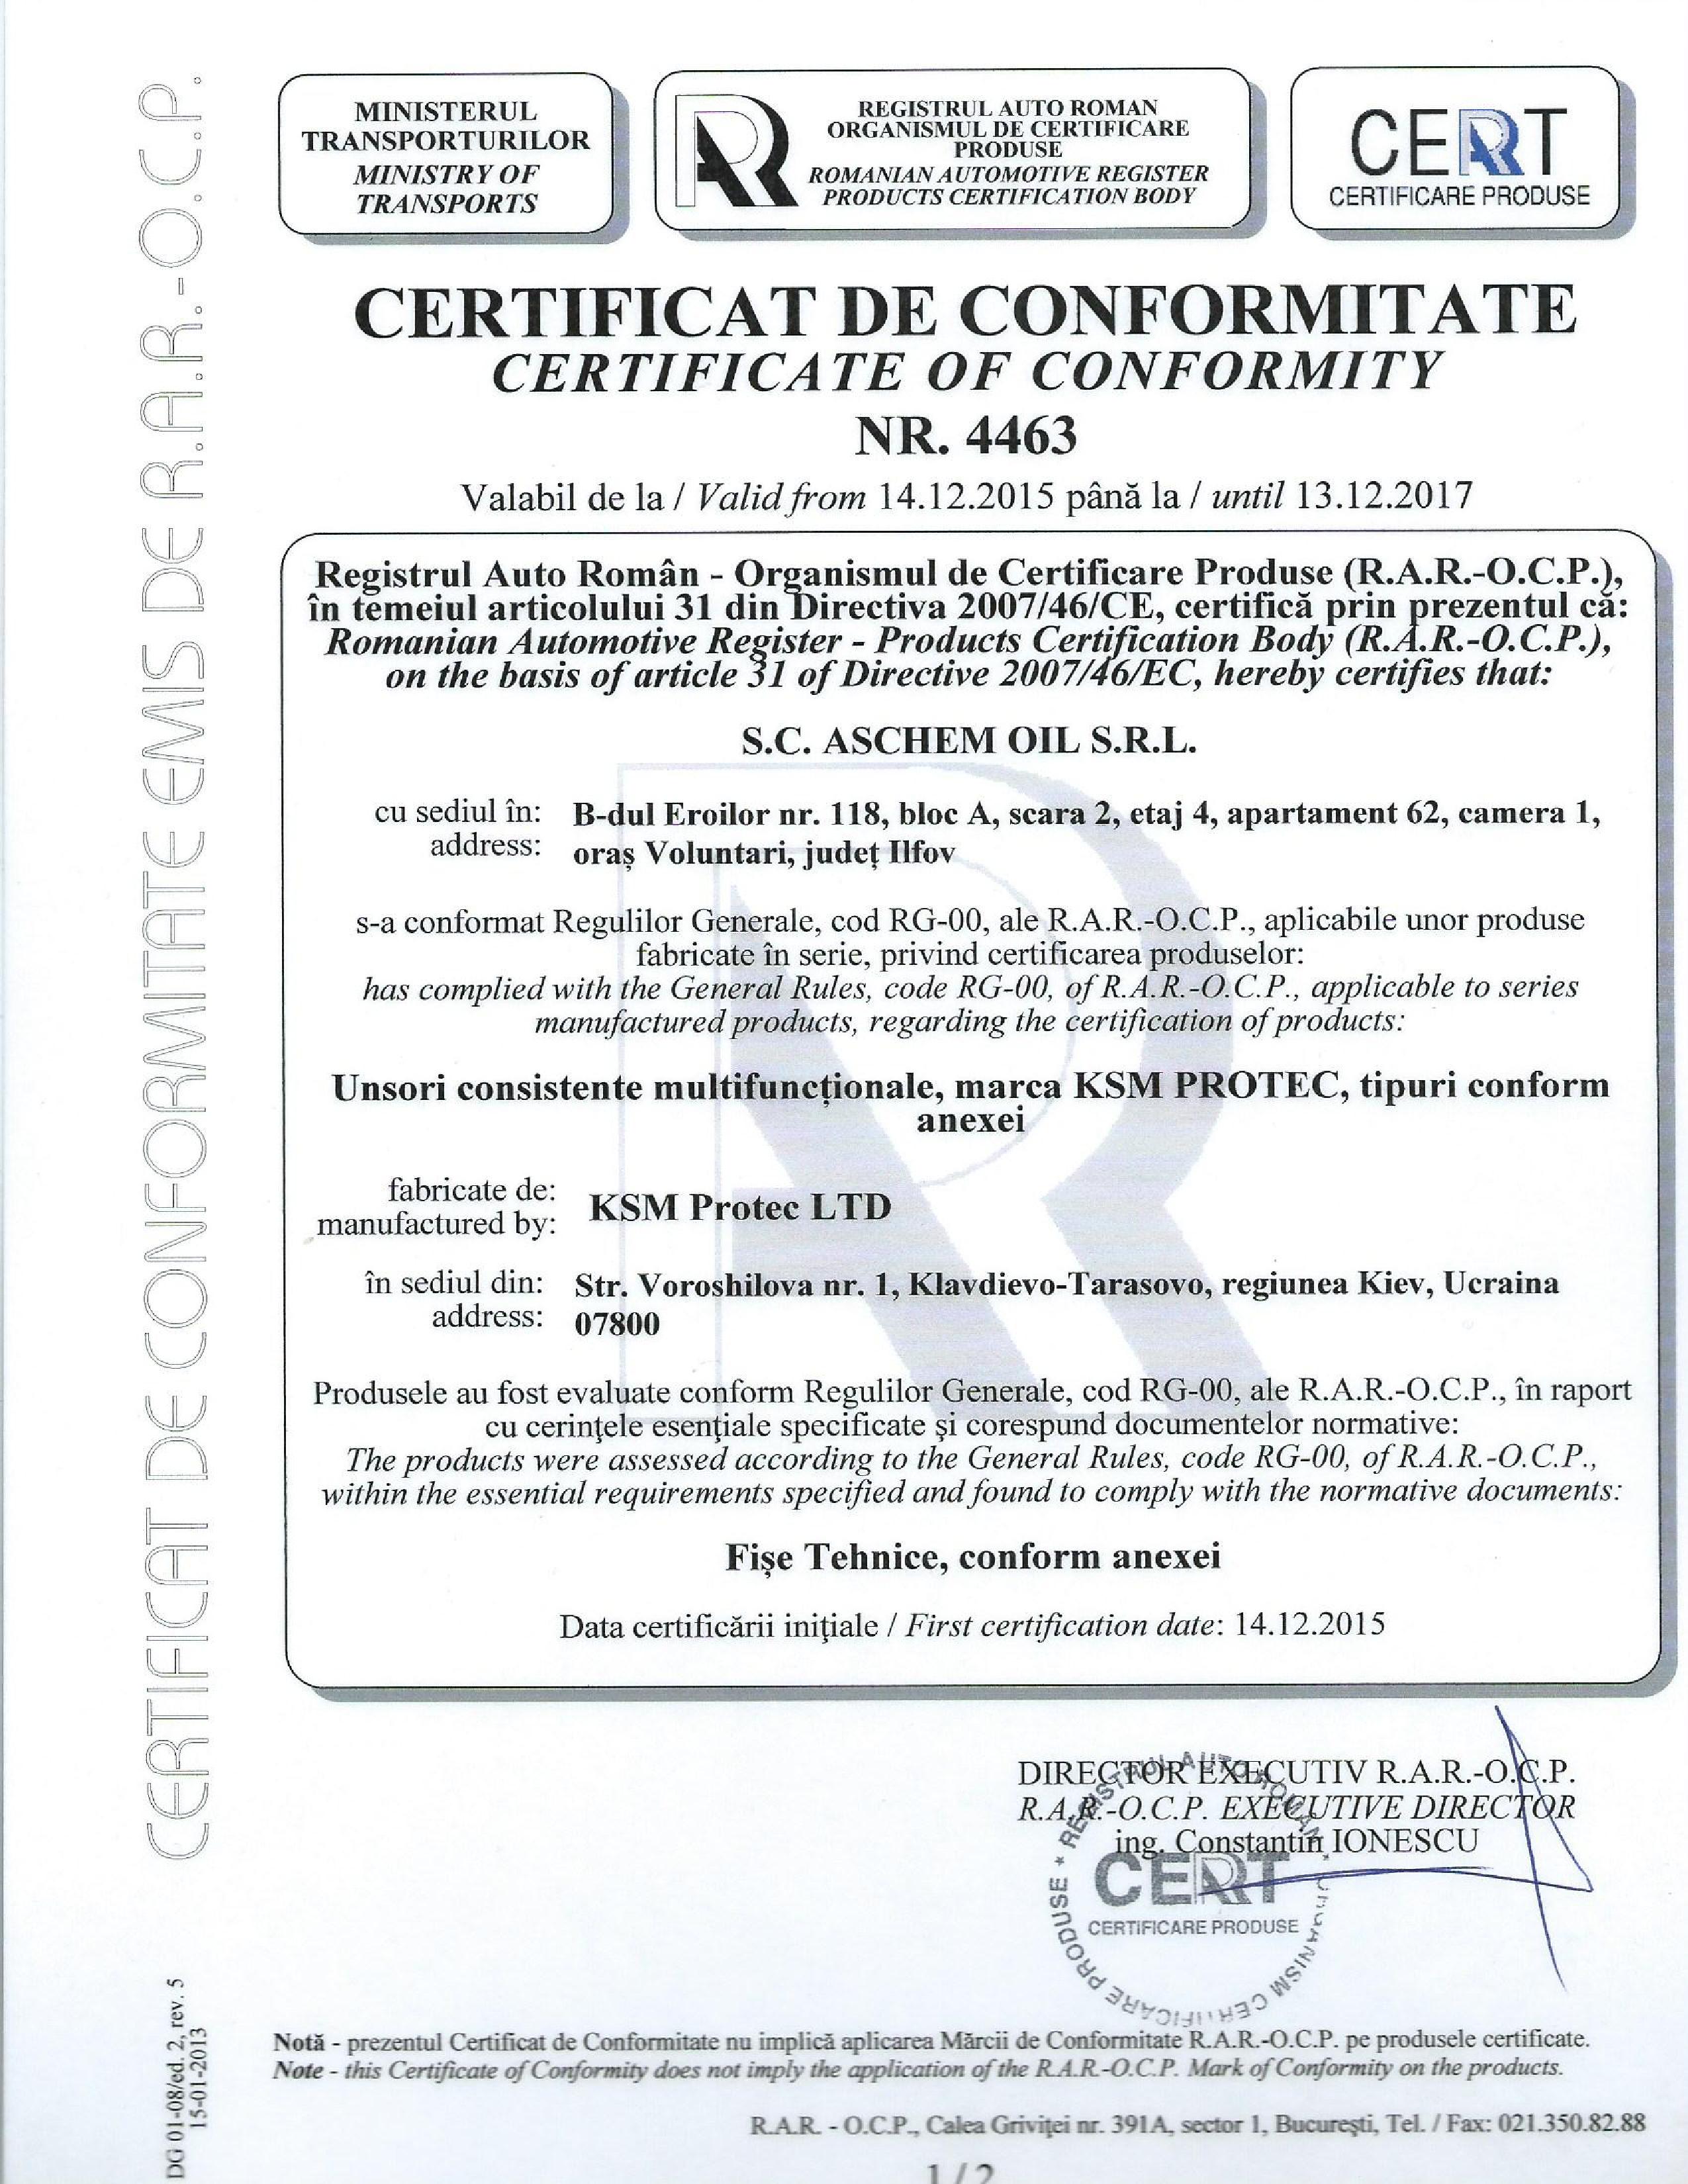 MINISTERUL
TRANSPORTURILOR
MINISTRY OF
TRANSPORTS
REGISTRUL AUTO ROMAN
ORGANISMUL DE CERTIFICARE
PRODUSE
ROMANIAN AUTOMOTIVE REGISTER
PRODUCTS CERTIFICATION BODY
CERT
CERTIFICARE PRODUSE
CERTIFICAT DE CONFORMITATE
CERTIFICATE OF CONFORMITY
NR. 4463
Valabil de la / Valid from 14.12.2015 până la / until 13.12.2017
Registrul Auto Român - Organismul de Certificare Produse (R.A.R.-O.C.P.),
în temeiul articolului 31 din Directiva 2007/46/CE, certifică prin prezentul că:
Romanian Automotive Register - Products Certification Body (R.A.R.-O.C.P.),
on the basis of article 31 of Directive 2007/46/EC, hereby certifies that:
S.C. ASCHEM OIL S.R.L.
cu sediul în: B-dul Eroilor nr. 118, bloc A, scara 2, etaj 4, apartament 62, camera 1,
address: oraș Voluntari, județ Ilfov
s-a conformat Regulilor Generale, cod RG-00, ale R.A.R.-O.C.P., aplicabile unor produse
fabricate în serie, privind certificarea produselor:
has complied with the General Rules, code RG-00, of R.A.R.-O.C.P., applicable to series
manufactured products, regarding the certification of products:
Unsori consistente multifuncționale, marca KSM PROTEC, tipuri conform
anexei
fabricate de:
manufactured by: KSM Protec LTD
în sediul din: Str. Voroshilova nr. 1, Klavdievo-Tarasovo, regiunea Kiev, Ucraina
address: 07800
Produsele au fost evaluate conform Regulilor Generale, cod RG-00, ale R.A.R.-O.C.P., în raport
cu cerințele esențiale specificate și corespund documentelor normative:
The products were assessed according to the General Rules, code RG-00, of R.A.R.-O.C.P.,
within the essential requirements specified and found to comply with the normative documents:
Fișe Tehnice, conform anexei
Data certificării inițiale / First certification date: 14.12.2015
DIRECTOR EXECUTIV R.A.R.-O.C.P.
R.A.R.-O.C.P. EXECUTIVE DIRECTOR
ing. Constantin IONESCU
REGISTRUL AUTO ROMAN * ORGANISM CERTIFICARE PRODUSE *
CERT
CERTIFICARE PRODUSE
Notă - prezentul Certificat de Conformitate nu implică aplicarea Mărcii de Conformitate R.A.R.-O.C.P. pe produsele certificate.
Note - this Certificate of Conformity does not imply the application of the R.A.R.-O.C.P. Mark of Conformity on the products.
R.A.R. - O.C.P., Calea Griviței nr. 391A, sector 1, București, Tel. / Fax: 021.350.82.88
1 / 2
CERTIFICAT DE CONFORMITATE EMIS DE R.A.R.-O.C.P.
DG 01-08/ed. 2, rev. 5
15-01-2013